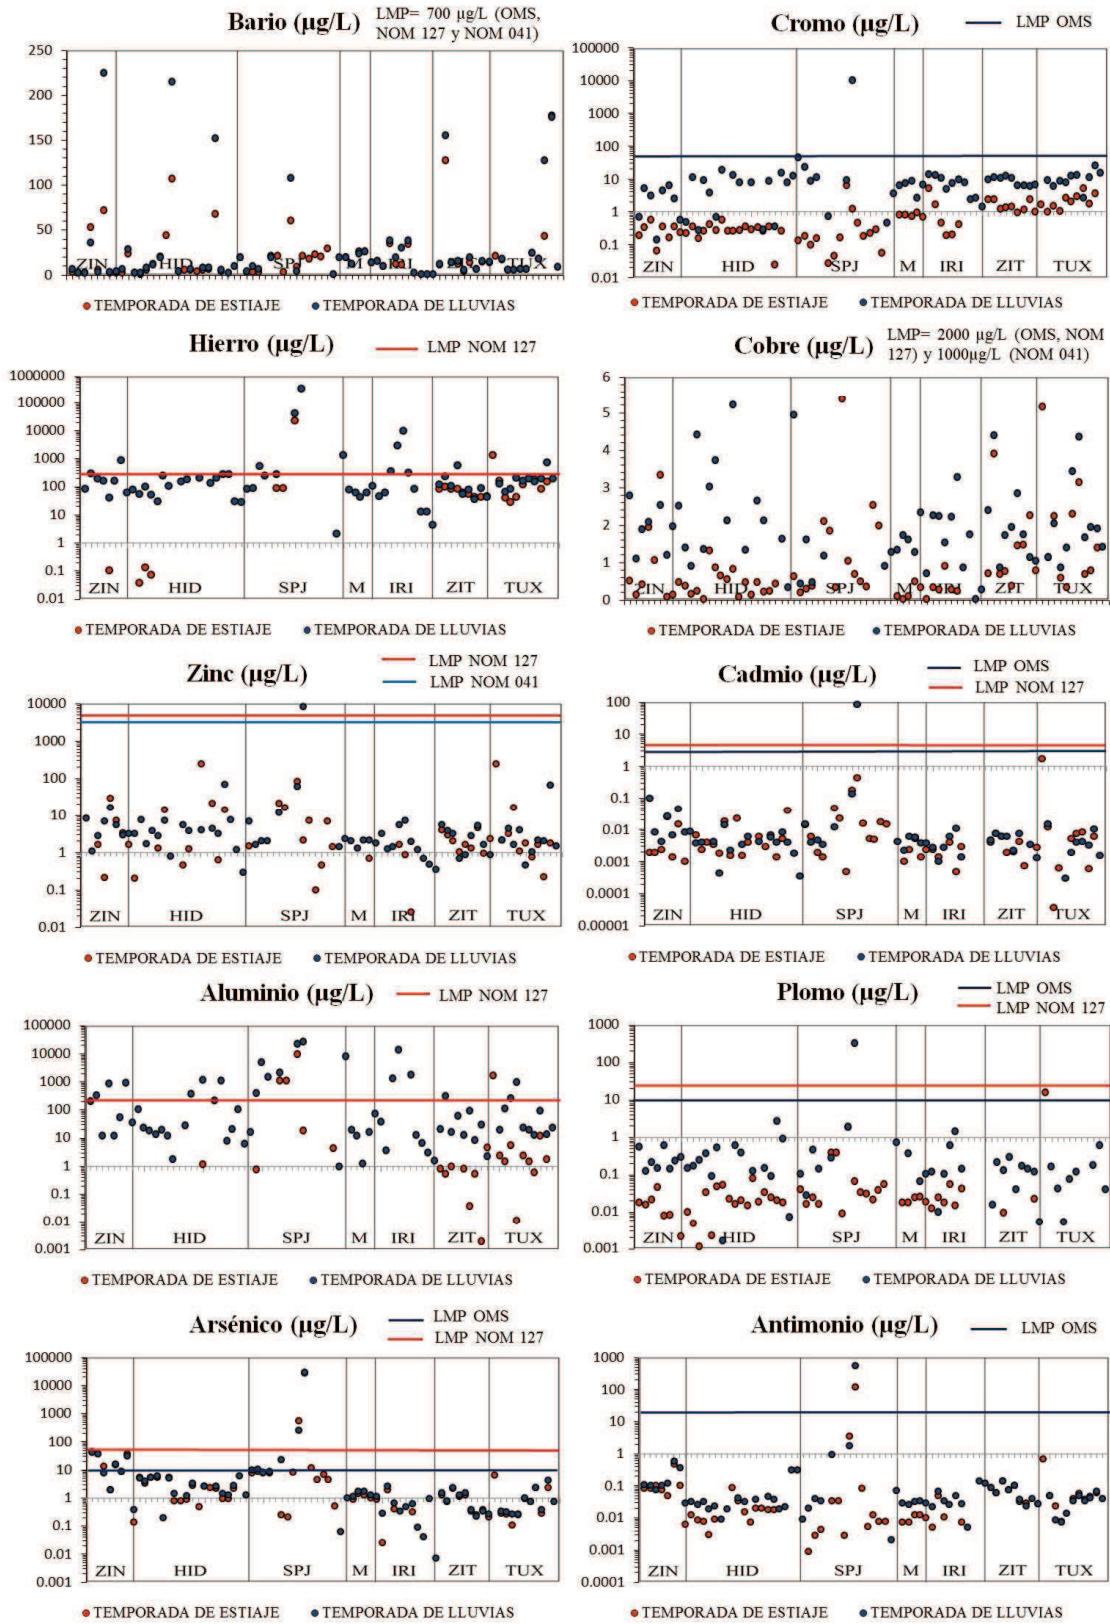 Bario (µg/L)
LMP= 700 µg/L (OMS,
NOM 127 y NOM 041)
250
200
150
100
50
0
ZIN HID SPJ M IRI ZIT TUX
TEMPORADA DE ESTIAJE TEMPORADA DE LLUVIAS
Cromo (µg/L)
LMP OMS
100000
10000
1000
100
10
1
0.1
0.01
ZIN HID SPJ M IRI ZIT TUX
TEMPORADA DE ESTIAJE TEMPORADA DE LLUVIAS
Hierro (µg/L)
LMP NOM 127
1000000
100000
10000
1000
100
10
1
0.1
0.01
ZIN HID SPJ M IRI ZIT TUX
TEMPORADA DE ESTIAJE TEMPORADA DE LLUVIAS
Cobre (µg/L)
LMP= 2000 µg/L (OMS, NOM
127) y 1000µg/L (NOM 041)
6
5
4
3
2
1
0
ZIN HID SPJ M IRI ZIT TUX
TEMPORADA DE ESTIAJE TEMPORADA DE LLUVIAS
Zinc (µg/L)
LMP NOM 127
LMP NOM 041
10000
1000
100
10
1
0.1
0.01
ZIN HID SPJ M IRI ZIT TUX
TEMPORADA DE ESTIAJE TEMPORADA DE LLUVIAS
Cadmio (µg/L)
LMP OMS
LMP NOM 127
100
10
1
0.1
0.01
0.001
0.0001
0.00001
ZIN HID SPJ M IRI ZIT TUX
TEMPORADA DE ESTIAJE TEMPORADA DE LLUVIAS
Aluminio (µg/L)
LMP NOM 127
100000
10000
1000
100
10
1
0.1
0.01
0.001
ZIN HID SPJ M IRI ZIT TUX
TEMPORADA DE ESTIAJE TEMPORADA DE LLUVIAS
Plomo (µg/L)
LMP OMS
LMP NOM 127
1000
100
10
1
0.1
0.01
0.001
ZIN HID SPJ M IRI ZIT TUX
TEMPORADA DE ESTIAJE TEMPORADA DE LLUVIAS
Arsénico (µg/L)
LMP OMS
LMP NOM 127
100000
10000
1000
100
10
1
0.1
0.01
0.001
ZIN HID SPJ M IRI ZIT TUX
TEMPORADA DE ESTIAJE TEMPORADA DE LLUVIAS
Antimonio (µg/L)
LMP OMS
1000
100
10
1
0.1
0.01
0.001
0.0001
ZIN HID SPJ M IRI ZIT TUX
TEMPORADA DE ESTIAJE TEMPORADA DE LLUVIAS